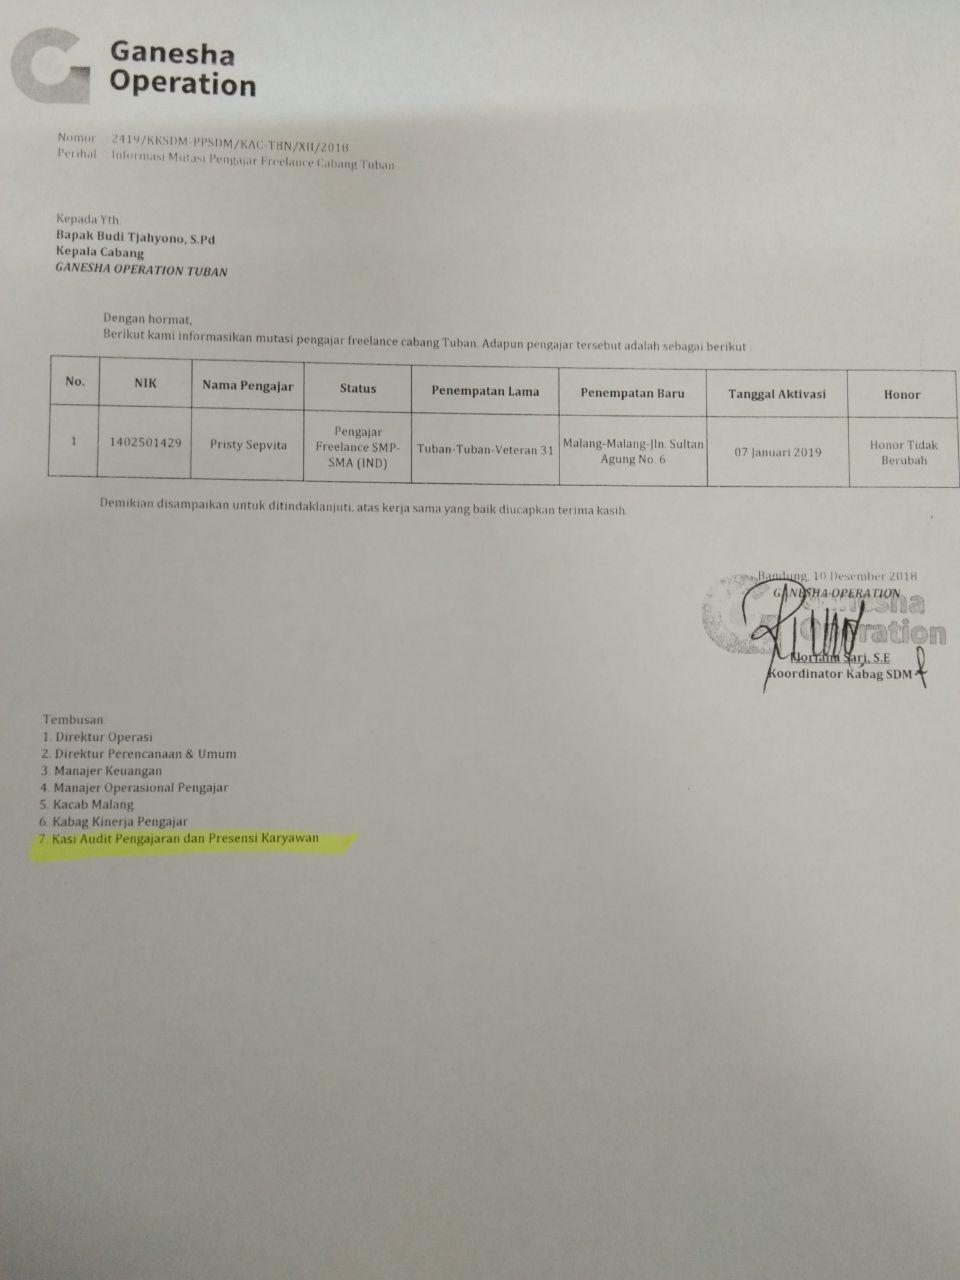 Ganesha
Operation
Nomor 2419/KKSDM-PPSDM/KAC-TBN/XII/2018
Perihal Informasi Mutasi Pengajar Freelance Cabang Tuban
Kepada Yth.
Bapak Budi Tjahyono, S.Pd
Kepala Cabang
GANESHA OPERATION TUBAN
Dengan hormat,
Berikut kami informasikan mutasi pengajar freelance cabang Tuban. Adapun pengajar tersebut adalah sebagai berikut :
No. NIK Nama Pengajar Status Penempatan Lama Penempatan Baru Tanggal Aktivasi Honor
1 1402501429 Pristy Sepvita Pengajar Freelance SMP-SMA (IND) Tuban-Tuban-Veteran 31 Malang-Malang-Jln. Sultan Agung No. 6 07 Januari 2019 Honor Tidak Berubah
Demikian disampaikan untuk ditindaklanjuti, atas kerja sama yang baik diucapkan terima kasih.
Bandung, 10 Desember 2018
GANESHA OPERATION
Ganesha
Operation
Sari, S.E
Koordinator Kabag SDM
Tembusan:
1. Direktur Operasi
2. Direktur Perencanaan & Umum
3. Manajer Keuangan
4. Manajer Operasional Pengajar
5. Kacab Malang
6. Kabag Kinerja Pengajar
7. Kasi Audit Pengajaran dan Presensi Karyawan